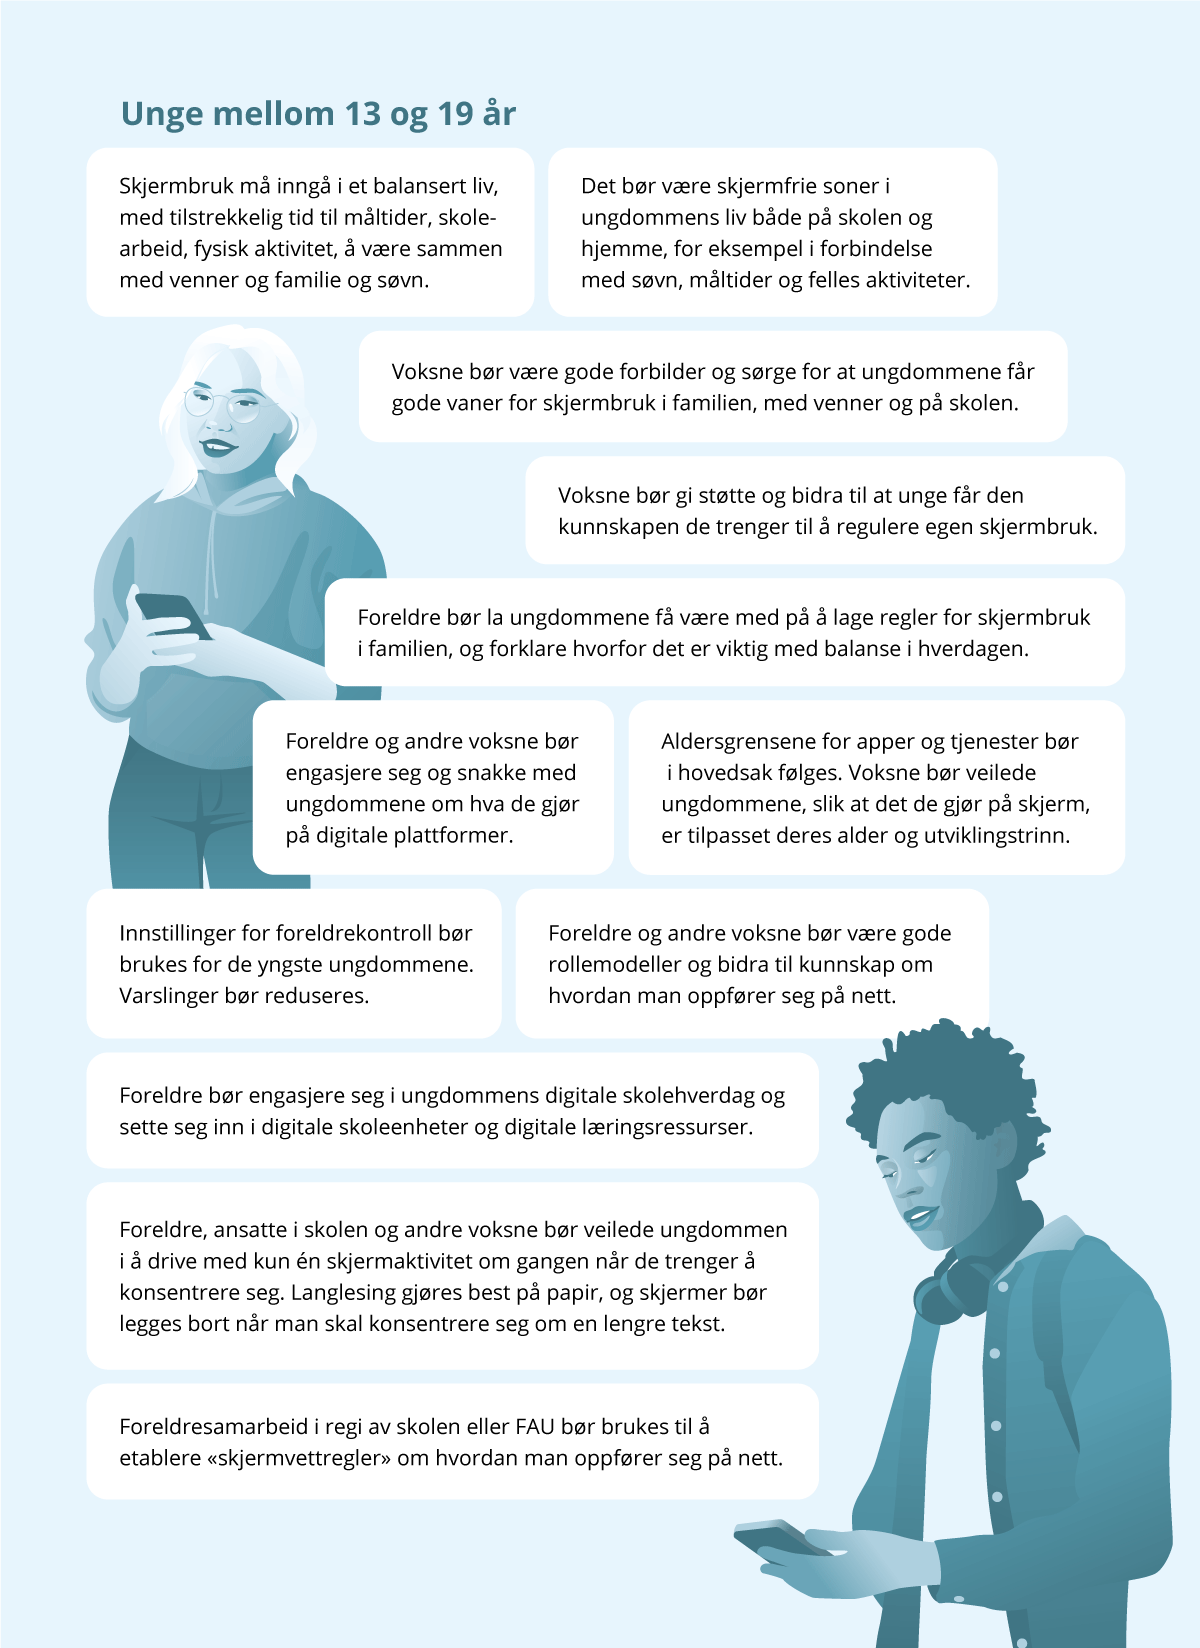 Unge mellom 13 og 19 år
Skjermbruk må inngå i et balansert liv,
med tilstrekkelig tid til måltider, skole-
arbeid, fysisk aktivitet, å være sammen
med venner og familie og søvn.
Det bør være skjermfrie soner i
ungdommens liv både på skolen og
hjemme, for eksempel i forbindelse
med søvn, måltider og felles aktiviteter.
Voksne bør være gode forbilder og sørge for at ungdommene får
gode vaner for skjermbruk i familien, med venner og på skolen.
Voksne bør gi støtte og bidra til at unge får den
kunnskapen de trenger til å regulere egen skjermbruk.
Foreldre bør la ungdommene få være med på å lage regler for skjermbruk
i familien, og forklare hvorfor det er viktig med balanse i hverdagen.
Foreldre og andre voksne bør
engasjere seg og snakke med
ungdommene om hva de gjør
på digitale plattformer.
Aldersgrensene for apper og tjenester bør
i hovedsak følges. Voksne bør veilede
ungdommene, slik at det de gjør på skjerm,
er tilpasset deres alder og utviklingstrinn.
Innstillinger for foreldrekontroll bør
brukes for de yngste ungdommene.
Varslinger bør reduseres.
Foreldre og andre voksne bør være gode
rollemodeller og bidra til kunnskap om
hvordan man oppfører seg på nett.
Foreldre bør engasjere seg i ungdommens digitale skolehverdag og
sette seg inn i digitale skoleenheter og digitale læringsressurser.
Foreldre, ansatte i skolen og andre voksne bør veilede ungdommen
i å drive med kun én skjermaktivitet om gangen når de trenger å
konsentrere seg. Langlesing gjøres best på papir, og skjermer bør
legges bort når man skal konsentrere seg om en lengre tekst.
Foreldresamarbeid i regi av skolen eller FAU bør brukes til å
etablere «skjermvettregler» om hvordan man oppfører seg på nett.